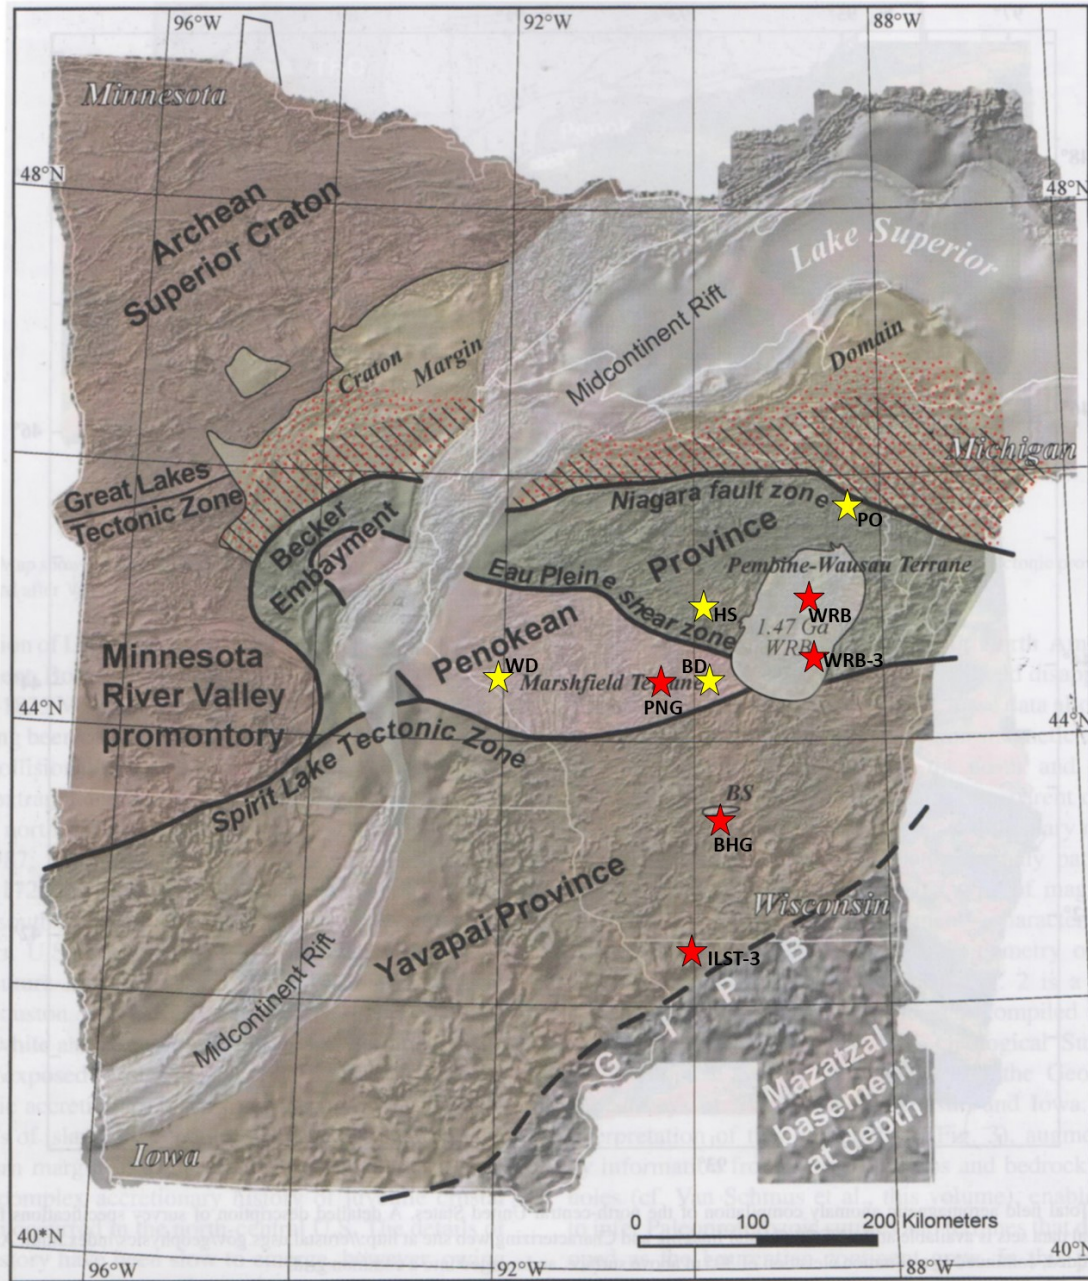 96°W
92°W
88°W
Minnesota
48°N
48°N
Archean
Superior Craton
Lake Superior
Midcontinent Rift
Craton Margin
Domain
Michigan
Great Lakes
Tectonic Zone
Niagara fault zone
PO
Becker
Embayment
Province
Pembine-Wausau Terrane
Eau Pleine
shear zone
HS
WRB
1.47 Ga
WRB
WRB-3
Penokean
Minnesota
River Valley
promontory
WD
Marshfield Terrane
BD
PNG
44°N
44°N
Spirit Lake Tectonic Zone
BS
BHG
Yavapai Province
Wisconsin
ILST-3
Midcontinent Rift
G I P B
Mazatzal
basement
at depth
Iowa
0 100 200 Kilometers
40°N
40°N
96°W
92°W
88°W